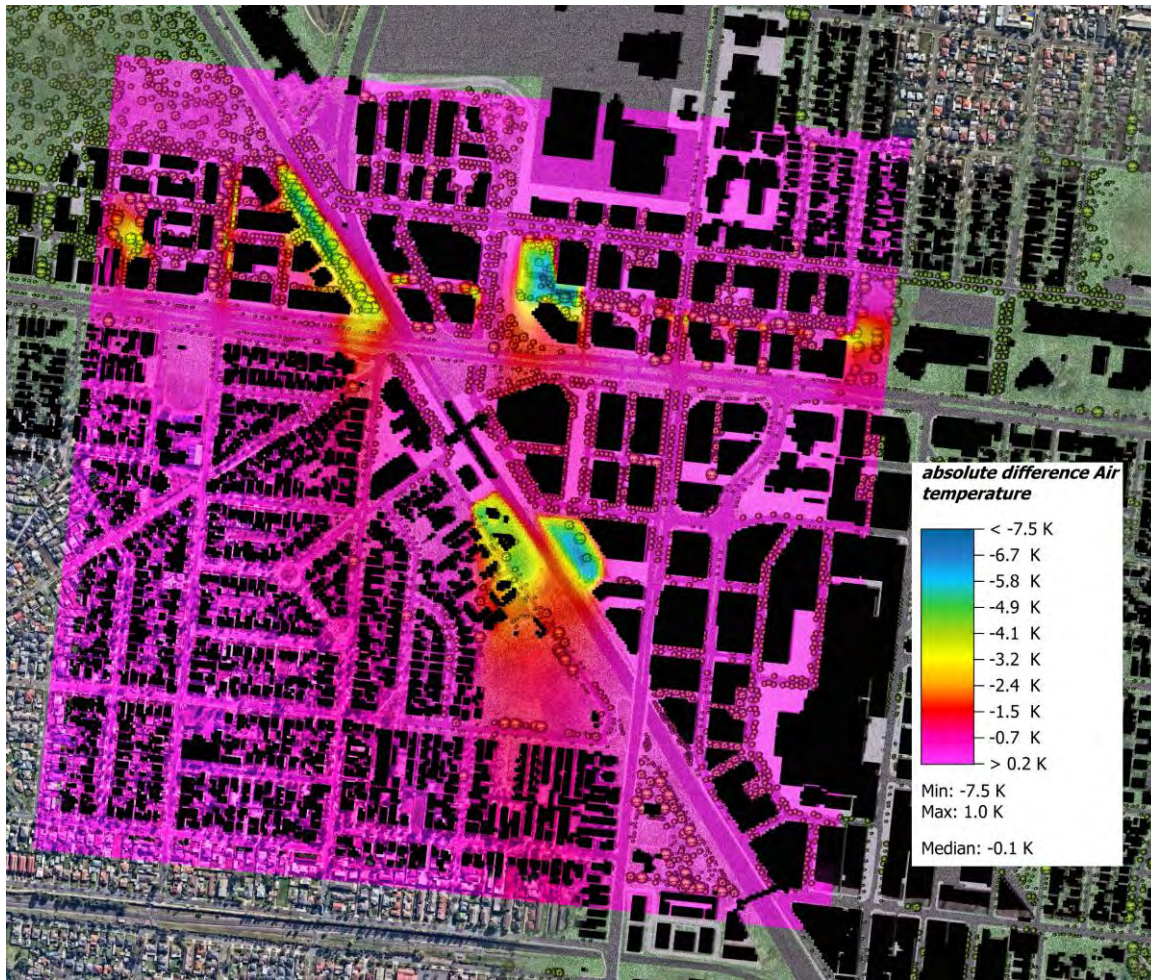 absolute difference Air
temperature
< -7.5 K
-6.7 K
-5.8 K
-4.9 K
-4.1 K
-3.2 K
-2.4 K
-1.5 K
-0.7 K
> 0.2 K
Min: -7.5 K
Max: 1.0 K
Median: -0.1 K